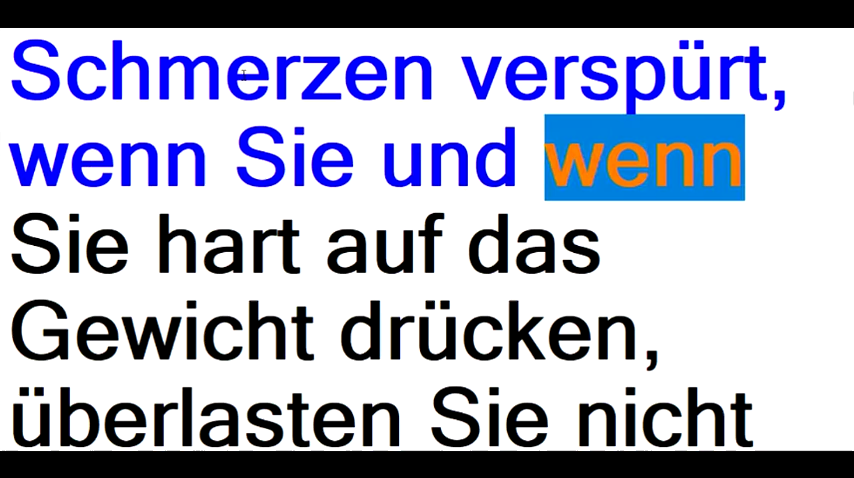 Schmerzen verspürt,
wenn Sie und wenn
Sie hart auf das
Gewicht drücken,
überlasten Sie nicht